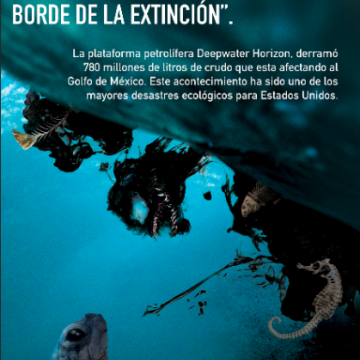 BORDE DE LA EXTINCIÓN”.
La plataforma petrolífera Deepwater Horizon, derramó
780 millones de litros de crudo que esta afectando al
Golfo de México. Este acontecimiento ha sido uno de los
mayores desastres ecológicos para Estados Unidos.